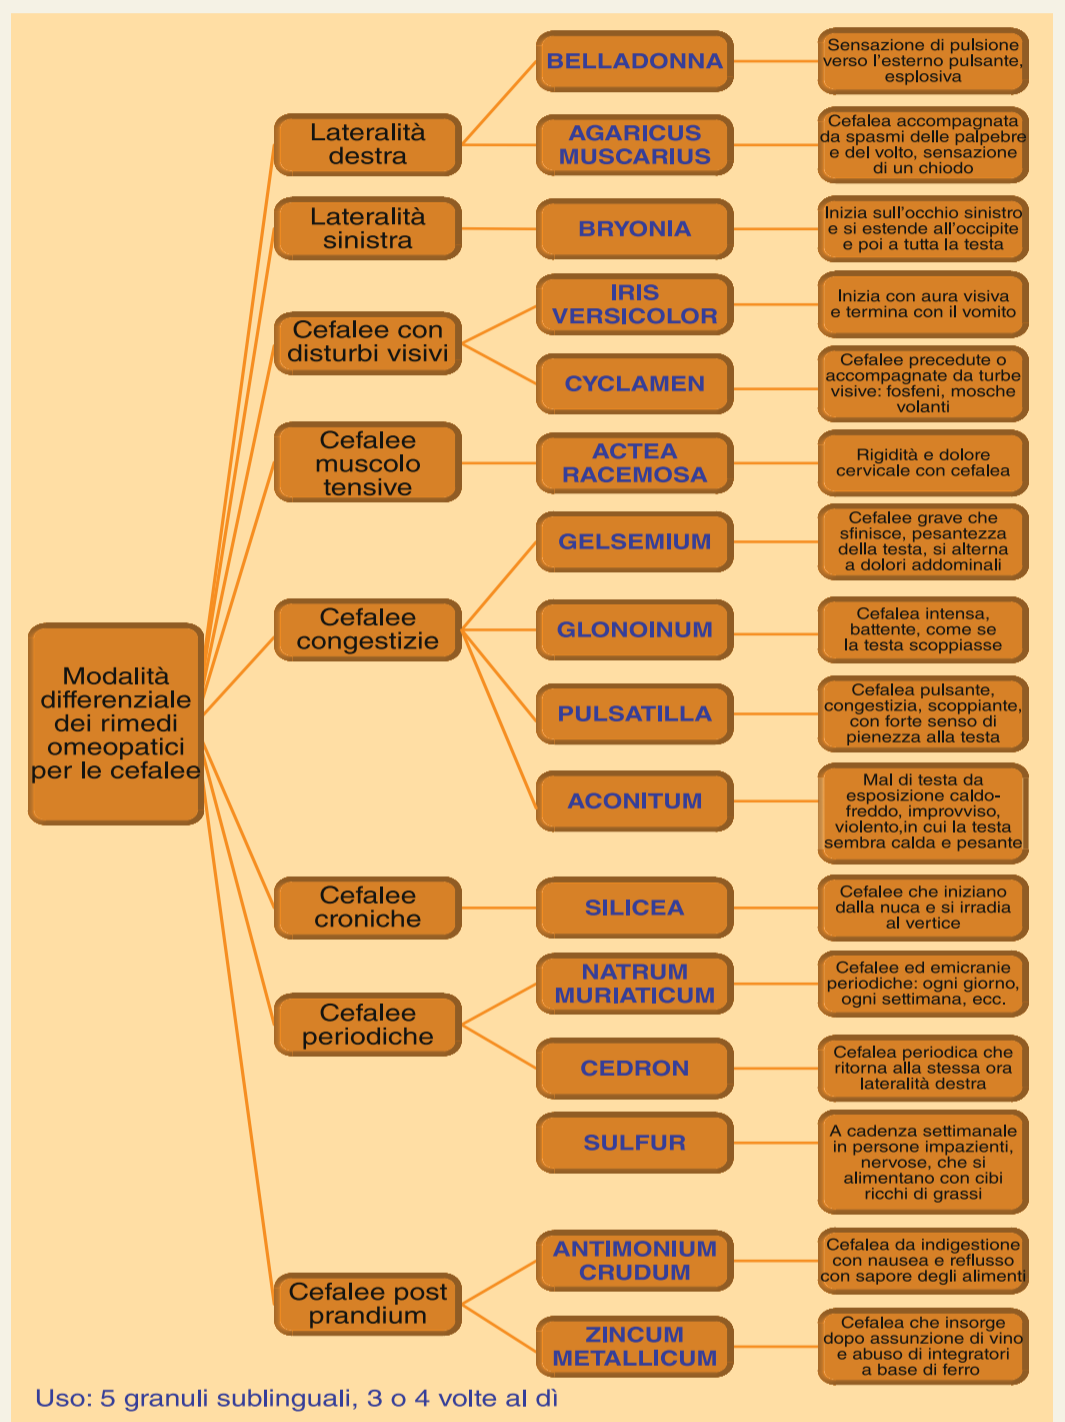 Modalità
differenziale
dei rimedi
omeopatici
per le cefalee
Lateralità
destra
BELLADONNA
Sensazione di pulsione
verso l'esterno pulsante,
esplosiva
AGARICUS
MUSCARIUS
Cefalea accompagnata
da spasmi delle palpebre
e del volto, sensazione
di un chiodo
Lateralità
sinistra
BRYONIA
Inizia sull'occhio sinistro
e si estende all'occipite
e poi a tutta la testa
Cefalee con
disturbi visivi
IRIS
VERSICOLOR
Inizia con aura visiva
e termina con il vomito
CYCLAMEN
Cefalee precedute o
accompagnate da turbe
visive: fosfeni, mosche
volanti
Cefalee
muscolo
tensive
ACTEA
RACEMOSA
Rigidità e dolore
cervicale con cefalea
Cefalee
congestizie
GELSEMIUM
Cefalee grave che
sfinisce, pesantezza
della testa, si alterna
a dolori addominali
GLONOINUM
Cefalea intensa,
battente, come se
la testa scoppiasse
PULSATILLA
Cefalea pulsante,
congestizia, scoppiante,
con forte senso di
pienezza alla testa
ACONITUM
Mal di testa da
esposizione caldo-
freddo, improvviso,
violento,in cui la testa
sembra calda e pesante
Cefalee
croniche
SILICEA
Cefalee che iniziano
dalla nuca e si irradia
al vertice
Cefalee
periodiche
NATRUM
MURIATICUM
Cefalee ed emicranie
periodiche: ogni giorno,
ogni settimana, ecc.
CEDRON
Cefalea periodica che
ritorna alla stessa ora
lateralità destra
SULFUR
A cadenza settimanale
in persone impazienti,
nervose, che si
alimentano con cibi
ricchi di grassi
Cefalee post
prandium
ANTIMONIUM
CRUDUM
Cefalea da indigestione
con nausea e reflusso
con sapore degli alimenti
ZINCUM
METALLICUM
Cefalea che insorge
dopo assunzione di vino
e abuso di integratori
a base di ferro
Uso: 5 granuli sublinguali, 3 o 4 volte al dì